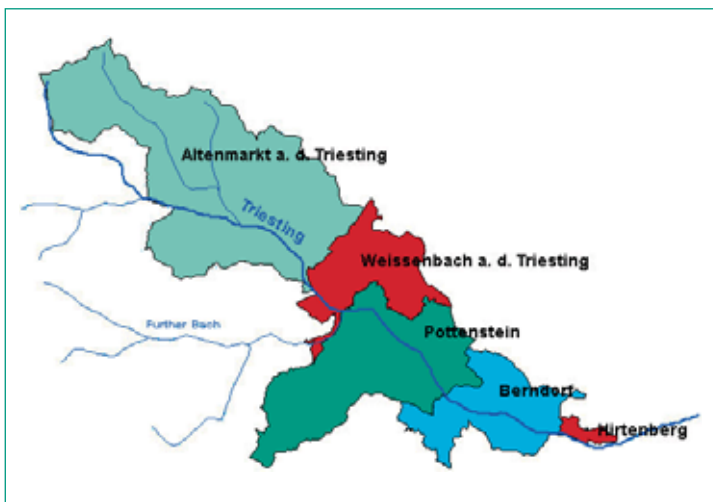 Altenmarkt a. d. Triesting
Triesting
Weissenbach a. d. Triesting
Further Bach
Pottenstein
Berndorf
Hirtenberg